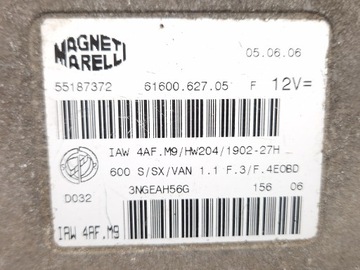 MAGNETI
MARELLI
05.06.06
55187372
61600.627.05
F
12V=
IAW 4AF.M9/HW204/1902-27H
600 S/SX/VAN 1.1 F.3/F.4EOBD
D032
3NGEAH56G
156 06
IAW 4AF.M9